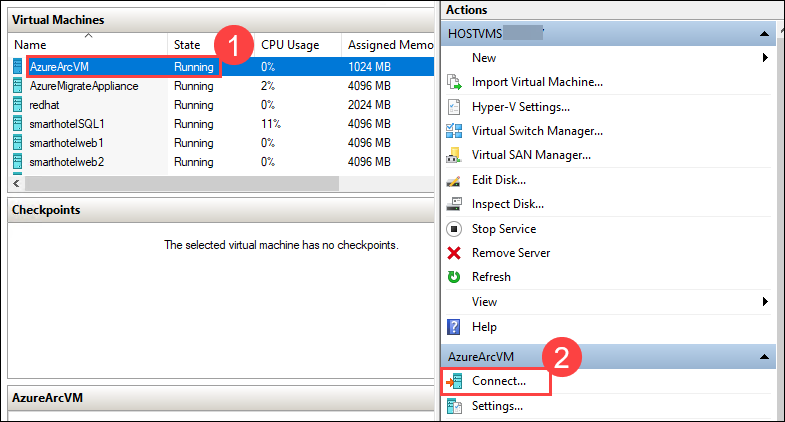 Virtual Machines
Name State CPU Usage Assigned Memo
1
AzureArcVM Running 0% 1024 MB
AzureMigrateAppliance Running 2% 4096 MB
redhat Running 0% 2024 MB
smarthotelSQL1 Running 11% 4096 MB
smarthotelweb1 Running 0% 4096 MB
smarthotelweb2 Running 0% 4096 MB
Checkpoints
The selected virtual machine has no checkpoints.
AzureArcVM
Actions
HOSTVMS
New
Import Virtual Machine...
Hyper-V Settings...
Virtual Switch Manager...
Virtual SAN Manager...
Edit Disk...
Inspect Disk...
Stop Service
Remove Server
Refresh
View
Help
AzureArcVM
2
Connect...
Settings...